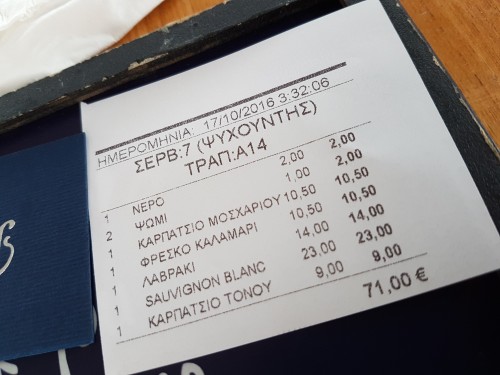 ΗΜΕΡΟΜΗΝΙΑ: 17/10/2016 3:32:06
ΣΕΡΒ:7 (ΨΥΧΟΥΝΤΗΣ)
ΤΡΑΠ:Α14
1 ΝΕΡΟ 2,00 2,00
2 ΨΩΜΙ 1,00 2,00
1 ΚΑΡΠΑΤΣΙΟ ΜΟΣΧΑΡΙΟΥ 10,50 10,50
1 ΦΡΕΣΚΟ ΚΑΛΑΜΑΡΙ 10,50 10,50
1 ΛΑΒΡΑΚΙ 14,00 14,00
1 SAUVIGNON BLANC 23,00 23,00
1 ΚΑΡΠΑΤΣΙΟ ΤΟΝΟΥ 9,00 9,00
71,00 €